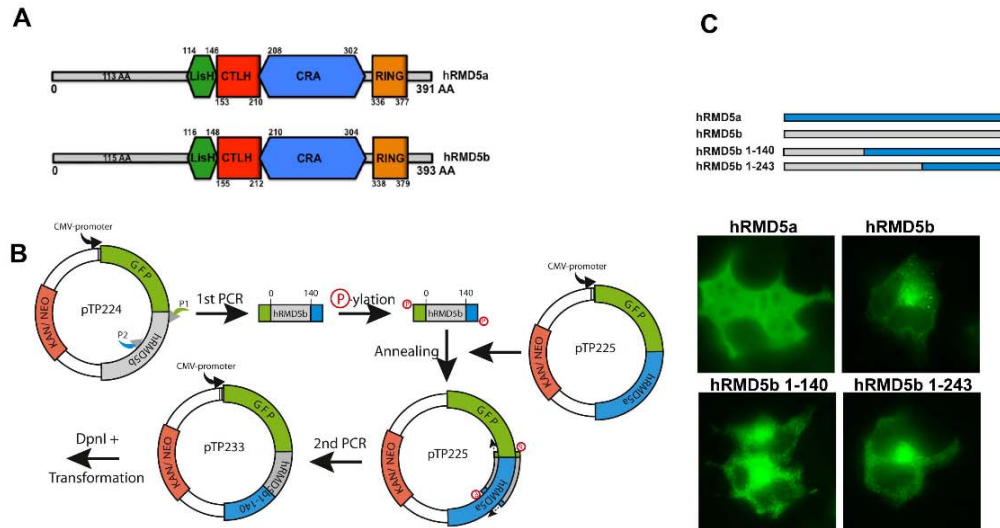 A
114 146 208 302
LisH CTLH CRA RING
113 AA
hRMD5a
0 153 210 336 377 391 AA
116 148 210 304
LisH CTLH CRA RING
115 AA
hRMD5b
0 155 212 338 379 393 AA
B
CMV-promoter
GFP
KAN/ NEO
pTP224
P1
P2
hRMD5b
1st PCR
0 140
hRMD5b
P-ylation
P
0 140
hRMD5b
P
CMV-promoter
GFP
KAN/ NEO
pTP225
hRMD5a
Annealing
GFP
KAN/ NEO
pTP225
hRMD5a
P
P
2nd PCR
CMV-promoter
GFP
KAN/ NEO
pTP233
hRMD5b1-140
DpnI +
Transformation
C
hRMD5a
hRMD5b
hRMD5b 1-140
hRMD5b 1-243
hRMD5a hRMD5b
hRMD5b 1-140 hRMD5b 1-243